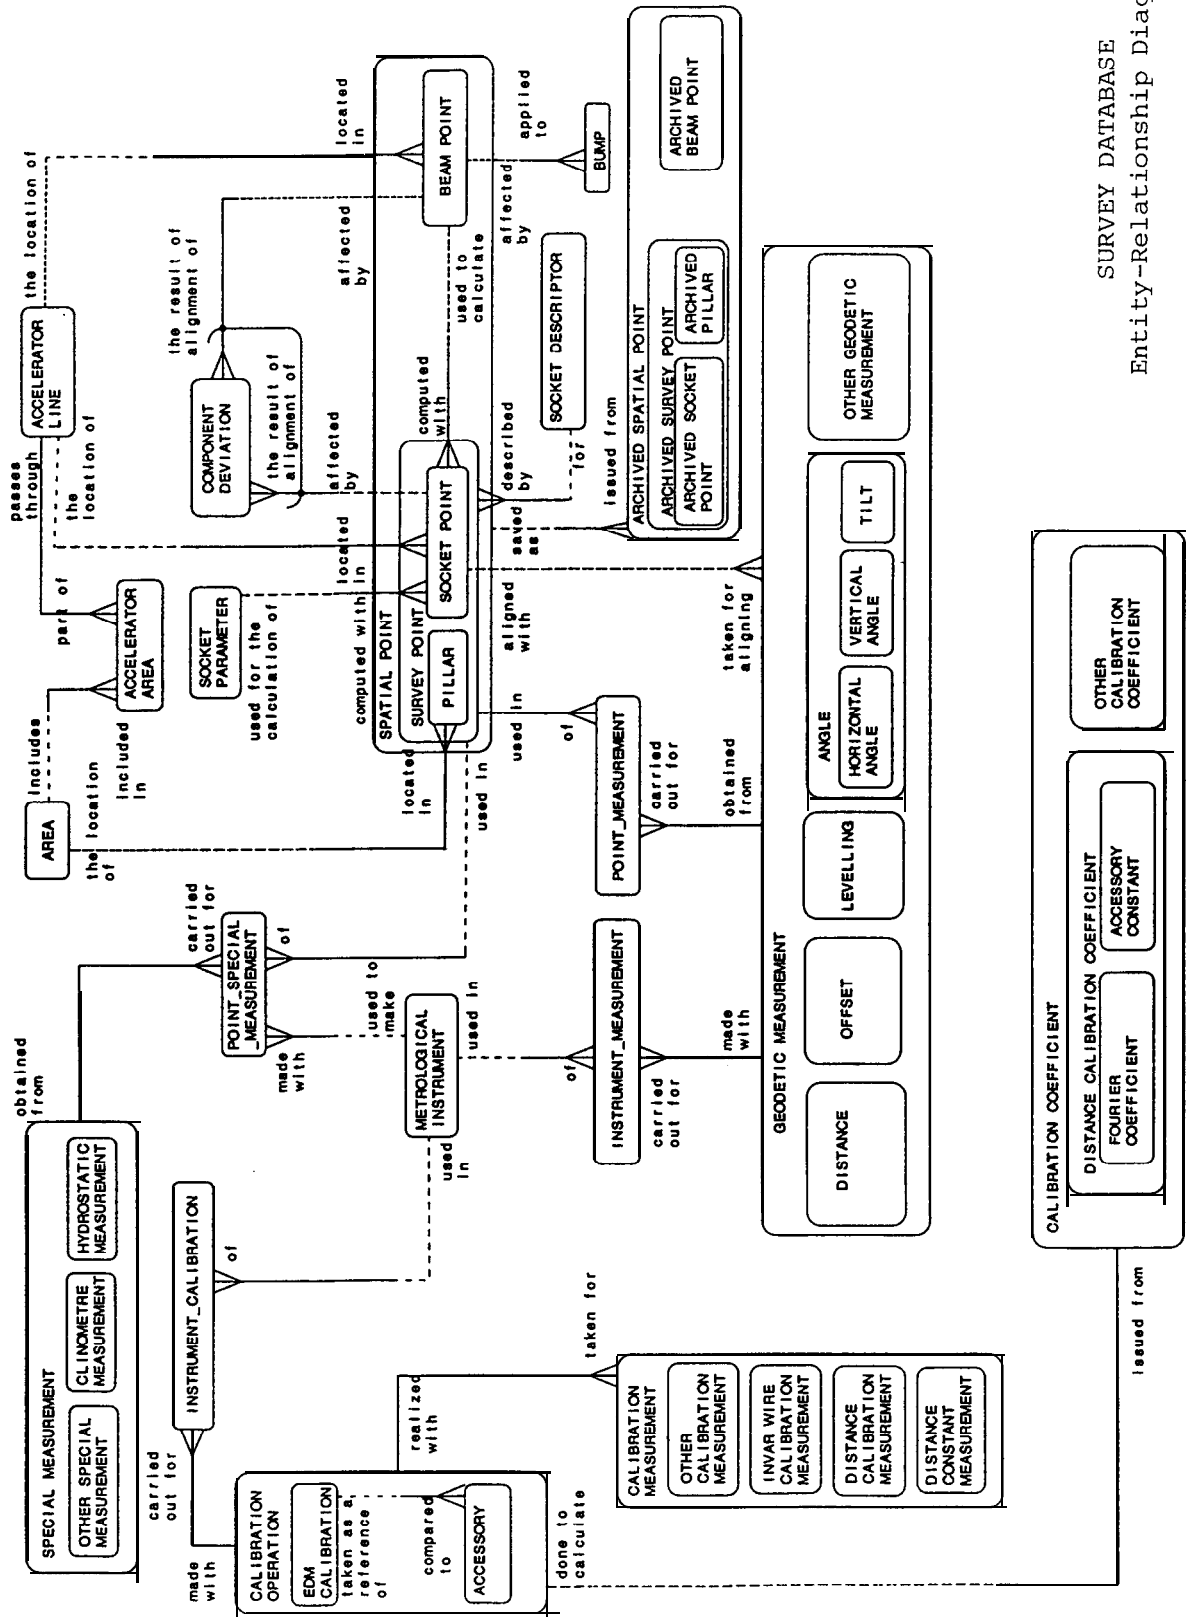 SURVEY DATABASE
Entity-Relationship
AREA
includes
the location
of
included
in
part of
ACCELERATOR
AREA
passes
through
ACCELERATOR
LINE
the
location of
the location of
SOCKET
PARAMETER
used for the
calculation of
COMPONENT
DEVIATION
the result of
alignment of
the result of
alignment of
affected
by
affected
by
located
in
located
in
computed with
located
in
SPATIAL POINT
SURVEY POINT
PILLAR
SOCKET POINT
BEAM POINT
computed
with
used to
calculate
affected
by
applied
to
BUMP
used in
used in
aligned
with
saved
as
described
by
for
SOCKET DESCRIPTOR
issued from
ARCHIVED SPATIAL POINT
ARCHIVED SURVEY POINT
ARCHIVED SOCKET
POINT
ARCHIVED
PILLAR
ARCHIVED
BEAM POINT
SPECIAL MEASUREMENT
OTHER SPECIAL
MEASUREMENT
CLINOMETRE
MEASUREMENT
HYDROSTATIC
MEASUREMENT
obtained
from
carried
out for
POINT_SPECIAL
_MEASUREMENT
of
made
with
used to
make
METROLOGICAL
INSTRUMENT
used in
used
in
of
POINT_MEASUREMENT
carried
out for
obtained
from
taken for
aligning
of
INSTRUMENT_MEASUREMENT
carried
out for
made
with
GEODETIC MEASUREMENT
DISTANCE
OFFSET
LEVELLING
ANGLE
HORIZONTAL
ANGLE
VERTICAL
ANGLE
TILT
OTHER GEODETIC
MEASUREMENT
INSTRUMENT_CALIBRATION
of
carried
out for
made
with
CALIBRATION
OPERATION
EDM
CALIBRATION
taken as a
reference
of
compared
to
ACCESSORY
realized
with
taken for
CALIBRATION
MEASUREMENT
OTHER
CALIBRATION
MEASUREMENT
INVAR WIRE
CALIBRATION
MEASUREMENT
DISTANCE
CALIBRATION
MEASUREMENT
DISTANCE
CONSTANT
MEASUREMENT
done to
calculate
issued from
CALIBRATION COEFFICIENT
DISTANCE CALIBRATION COEFFICIENT
FOURIER
COEFFICIENT
ACCESSORY
CONSTANT
OTHER
CALIBRATION
COEFFICIENT